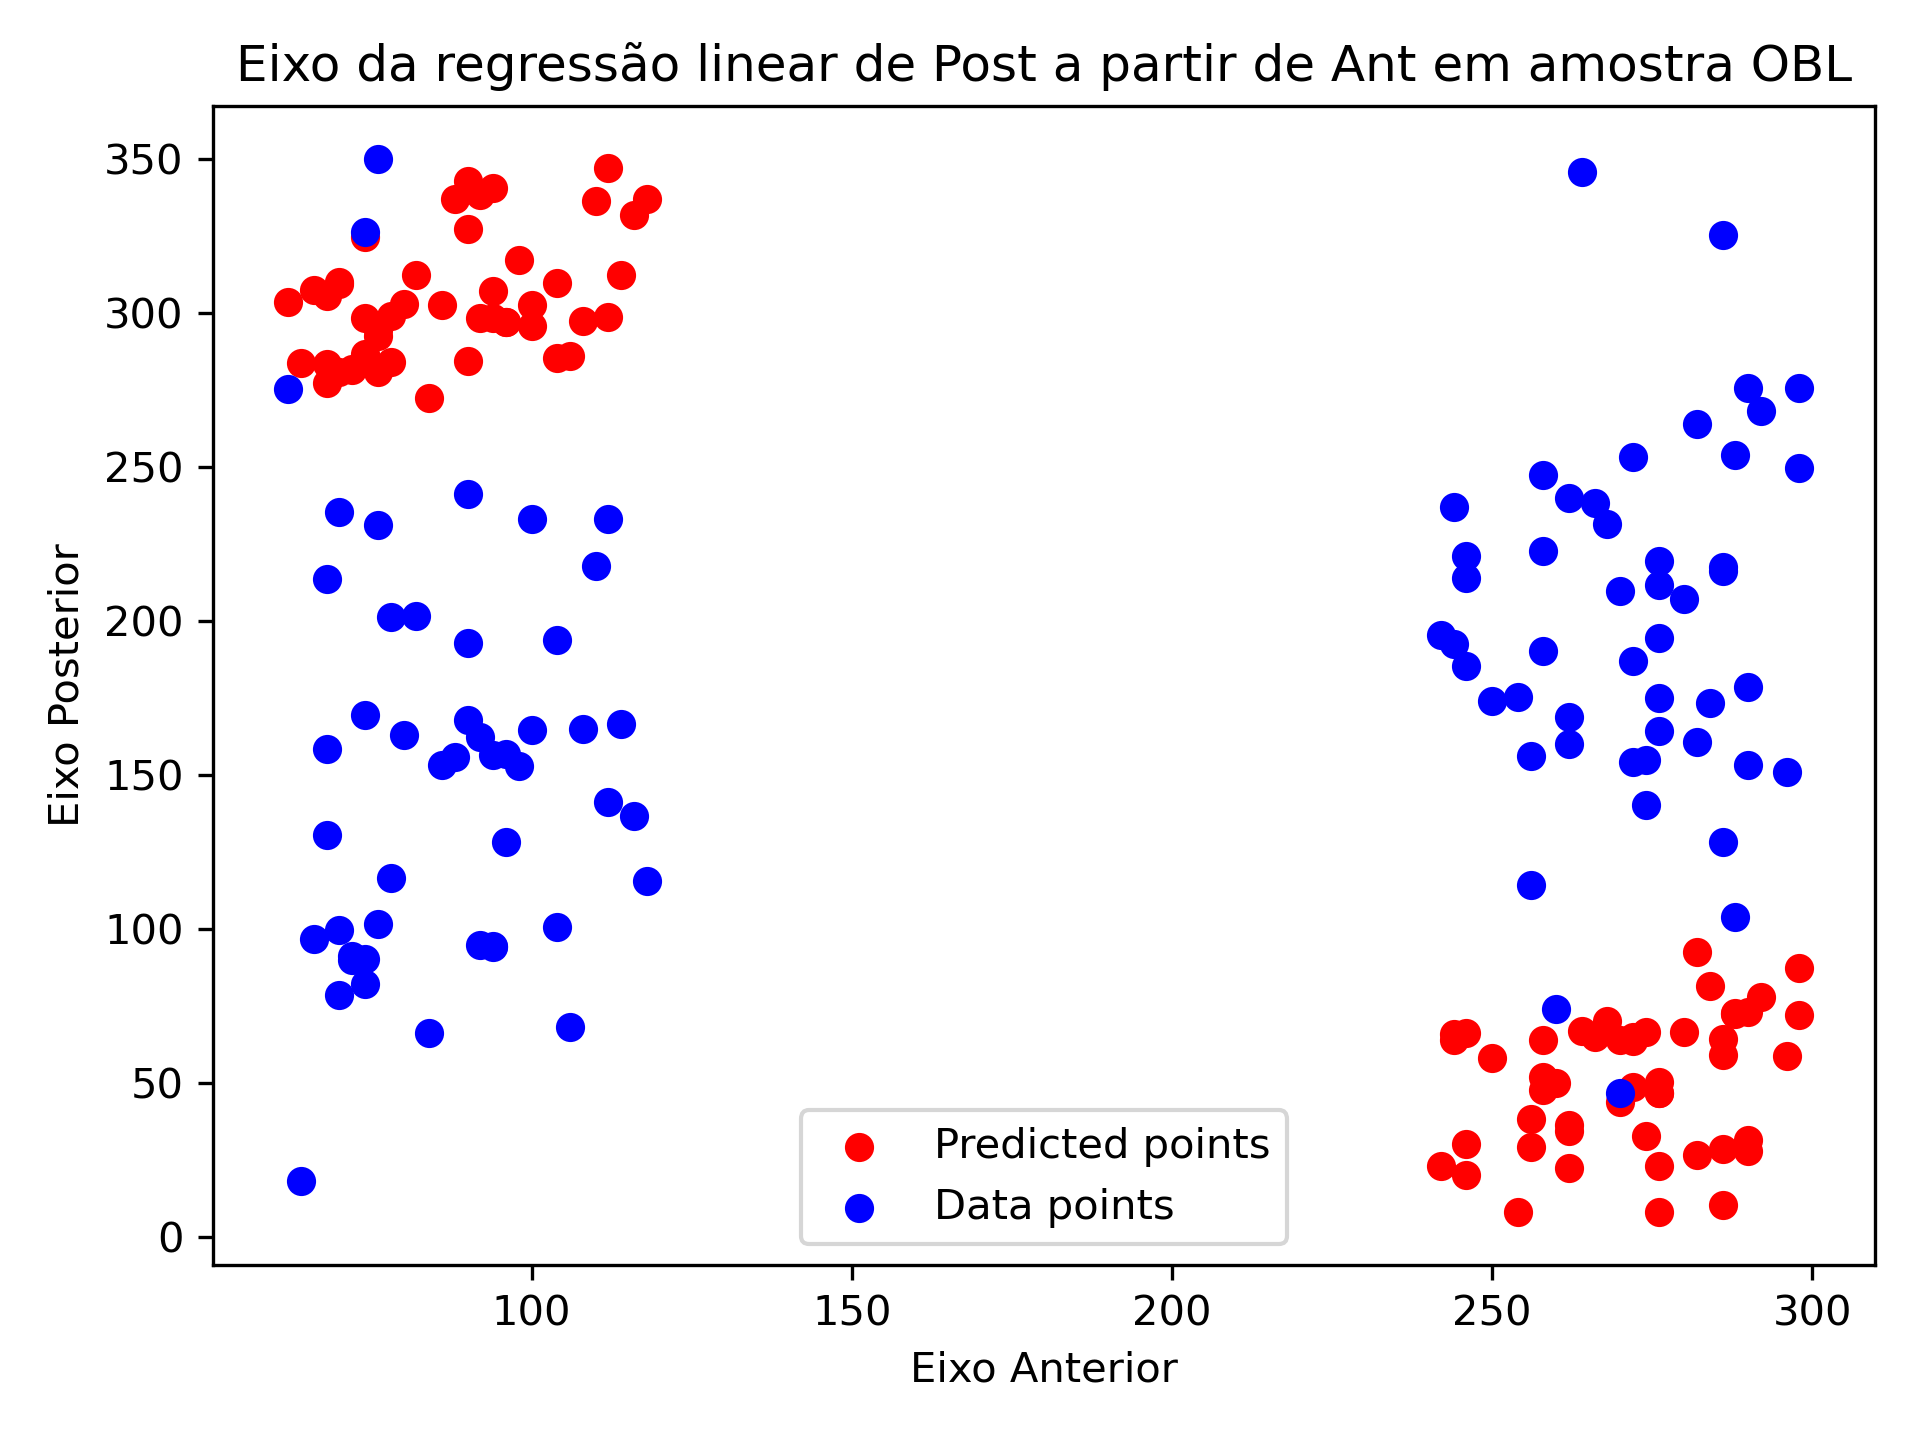 Eixo da regressão linear de Post a partir de Ant em amostra OBL
350
300
250
200
150
100
50
0
Eixo Posterior
Predicted points
Data points
100 150 200 250 300
Eixo Anterior